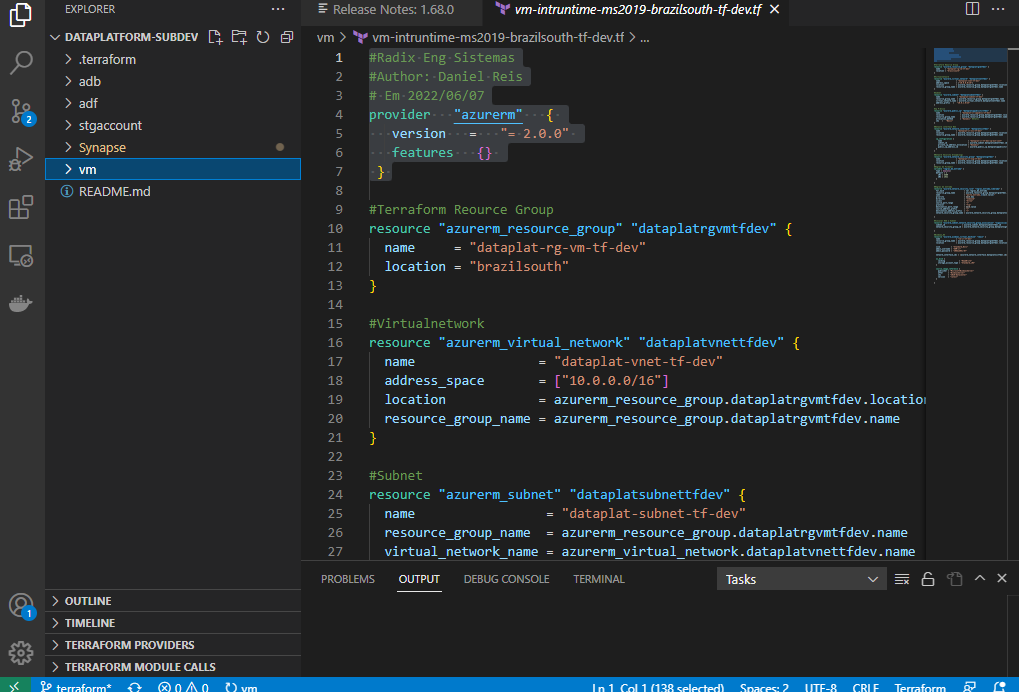 EXPLORER
DATAPLATFORM-SUBDEV
.terraform
adb
adf
stgaccount
Synapse
vm
README.md
2
1
OUTLINE
TIMELINE
TERRAFORM PROVIDERS
TERRAFORM MODULE CALLS
Release Notes: 1.68.0
vm-intruntime-ms2019-brazilsouth-tf-dev.tf
vm > vm-intruntime-ms2019-brazilsouth-tf-dev.tf > ...
1 #Radix Eng Sistemas
2 #Author: Daniel Reis
3 # Em 2022/06/07
4 provider "azurerm" {
5 version = "= 2.0.0"
6 features {}
7 }
8
9 #Terraform Reource Group
10 resource "azurerm_resource_group" "dataplatrgvmtfdev" {
11 name = "dataplat-rg-vm-tf-dev"
12 location = "brazilsouth"
13 }
14
15 #Virtualnetwork
16 resource "azurerm_virtual_network" "dataplatvnettfdev" {
17 name = "dataplat-vnet-tf-dev"
18 address_space = ["10.0.0.0/16"]
19 location = azurerm_resource_group.dataplatrgvmtfdev.location
20 resource_group_name = azurerm_resource_group.dataplatrgvmtfdev.name
21 }
22
23 #Subnet
24 resource "azurerm_subnet" "dataplatsubnettfdev" {
25 name = "dataplat-subnet-tf-dev"
26 resource_group_name = azurerm_resource_group.dataplatrgvmtfdev.name
27 virtual_network_name = azurerm_virtual_network.dataplatvnettfdev.name
PROBLEMS OUTPUT DEBUG CONSOLE TERMINAL Tasks
terraform* 0 0 vm Ln 1, Col 1 (138 selected) Spaces: 2 UTF-8 CRLF Terraform